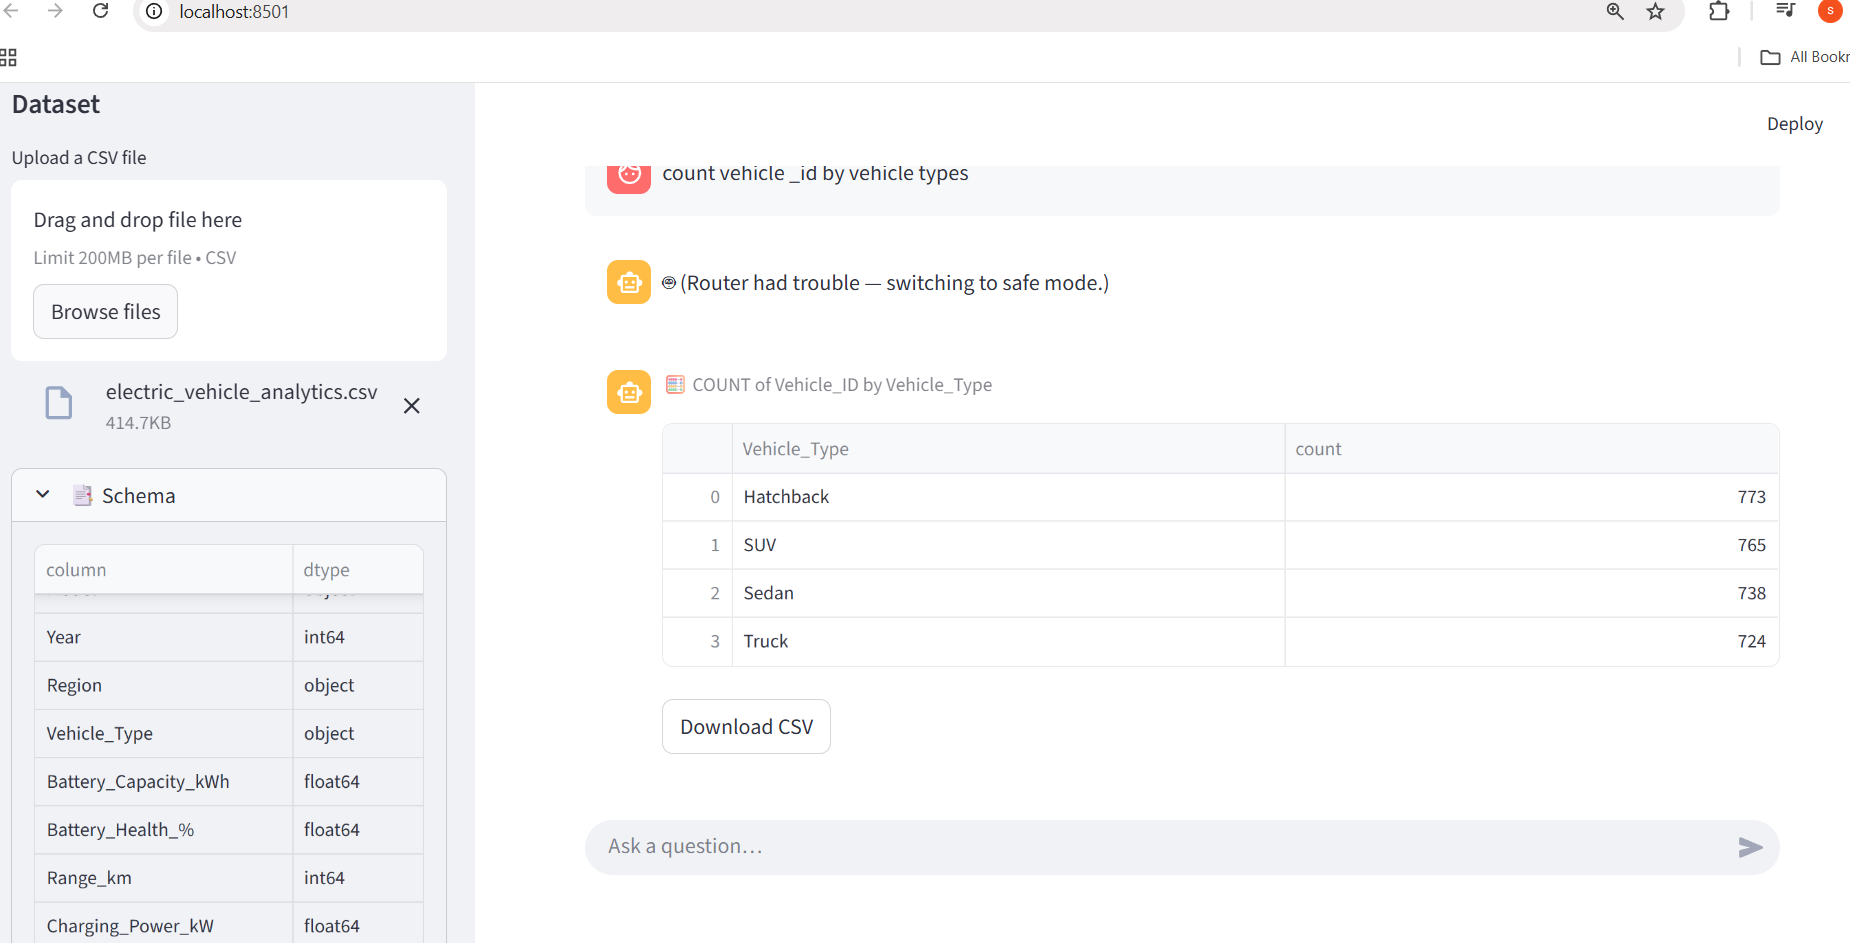 localhost:8501
S
All Bookr
Dataset
Upload a CSV file
Drag and drop file here
Limit 200MB per file • CSV
Browse files
electric_vehicle_analytics.csv
414.7KB
Schema
column dtype
Year int64
Region object
Vehicle_Type object
Battery_Capacity_kWh float64
Battery_Health_% float64
Range_km int64
Charging_Power_kW float64
Deploy
count vehicle _id by vehicle types
(Router had trouble — switching to safe mode.)
COUNT of Vehicle_ID by Vehicle_Type
Vehicle_Type count
0 Hatchback 773
1 SUV 765
2 Sedan 738
3 Truck 724
Download CSV
Ask a question…